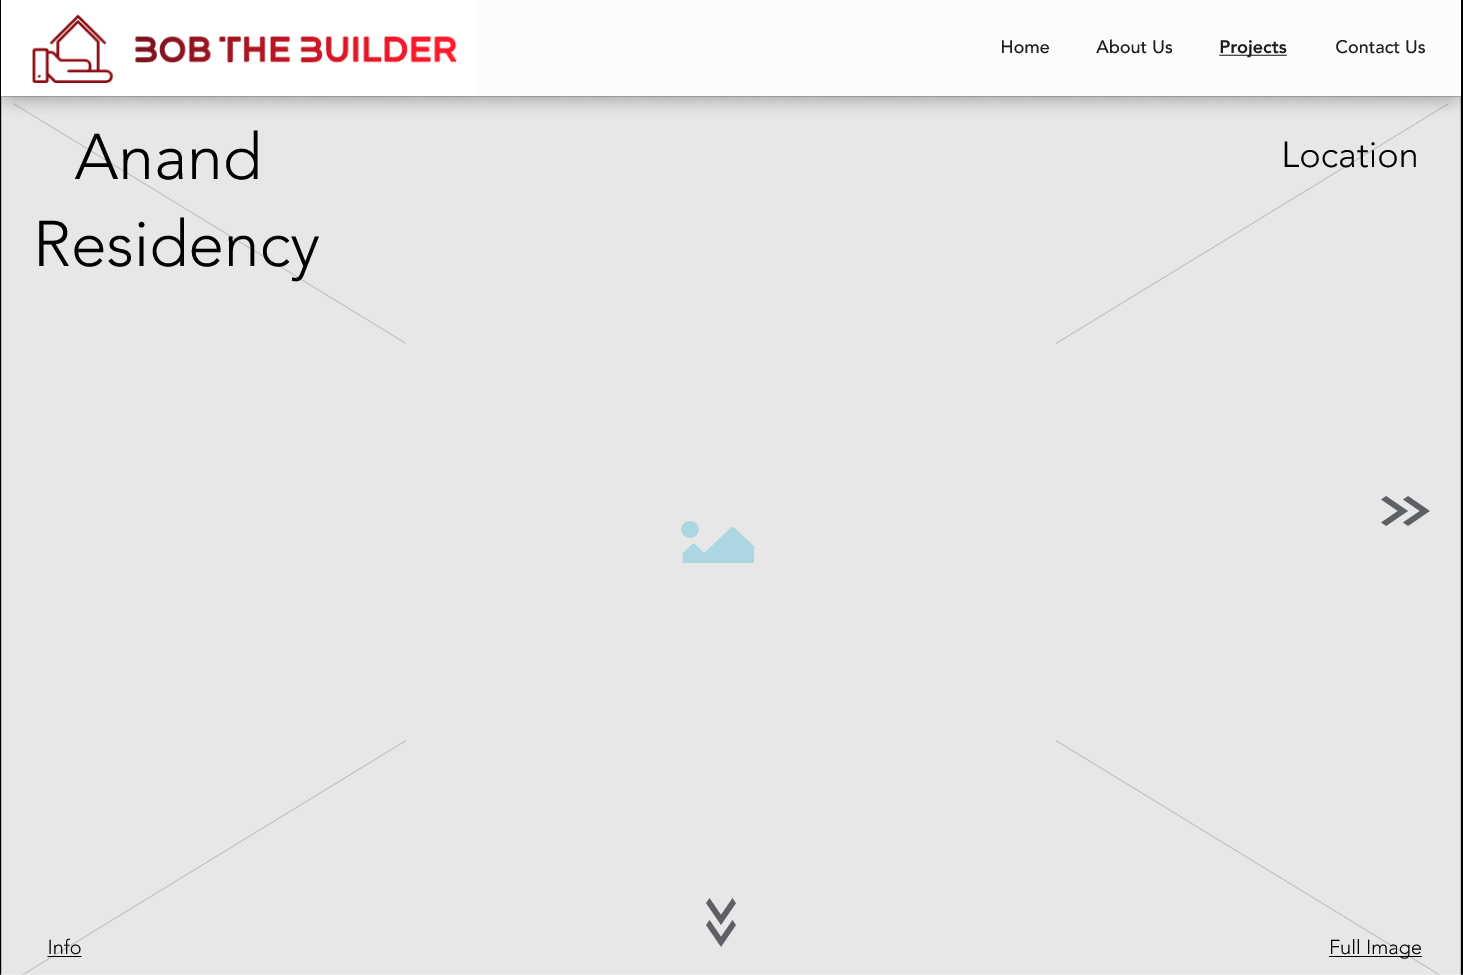 BOB THE BUILDER
Home About Us Projects Contact Us
Anand
Residency
Location
Info
Full Image